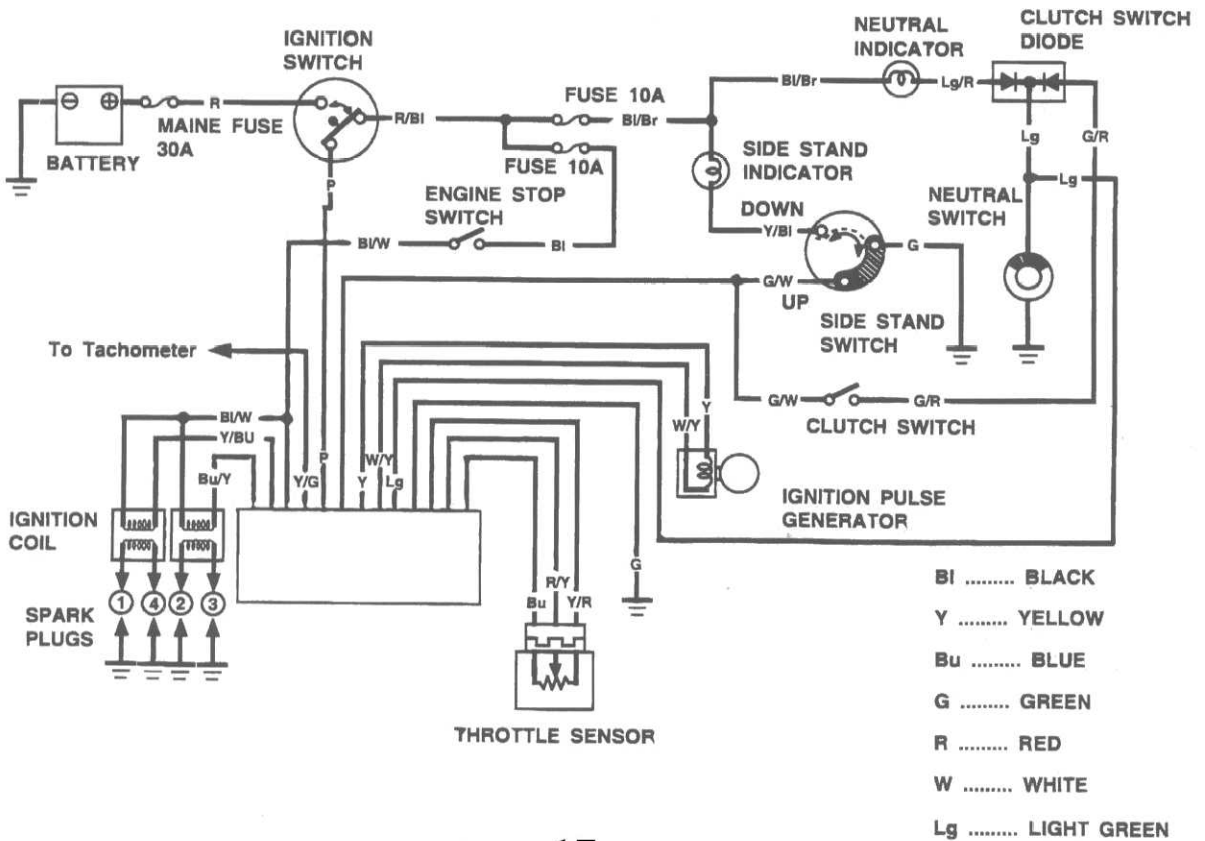 IGNITION
SWITCH
NEUTRAL
INDICATOR
CLUTCH SWITCH
DIODE
R
MAINE FUSE
30A
BATTERY
R/Bl
FUSE 10A
Bl/Br
FUSE 10A
Bl/Br
Lg/R
Lg
G/R
Lg
SIDE STAND
INDICATOR
NEUTRAL
SWITCH
P
ENGINE STOP
SWITCH
Bl/W
Bl
DOWN
Y/Bl
G
G/W
UP
SIDE STAND
SWITCH
To Tachometer
G/W
G/R
CLUTCH SWITCH
Bl/W
Y/BU
Bu/Y
Y/G
P
Y
W/Y
Lg
W/Y
Y
IGNITION PULSE
GENERATOR
IGNITION
COIL
1
4
2
3
SPARK
PLUGS
Bu
R/Y
Y/R
G
THROTTLE SENSOR
Bl ......... BLACK
Y ......... YELLOW
Bu ......... BLUE
G ......... GREEN
R ......... RED
W ......... WHITE
Lg ......... LIGHT GREEN